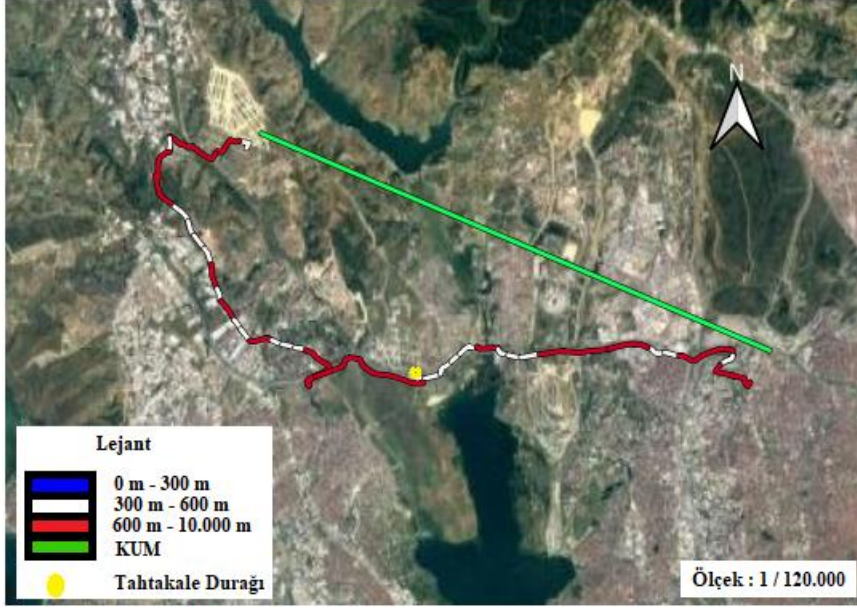 N
Lejant
0 m - 300 m
300 m - 600 m
600 m - 10.000 m
KUM
Tahtakale Durağı
Ölçek : 1 / 120.000